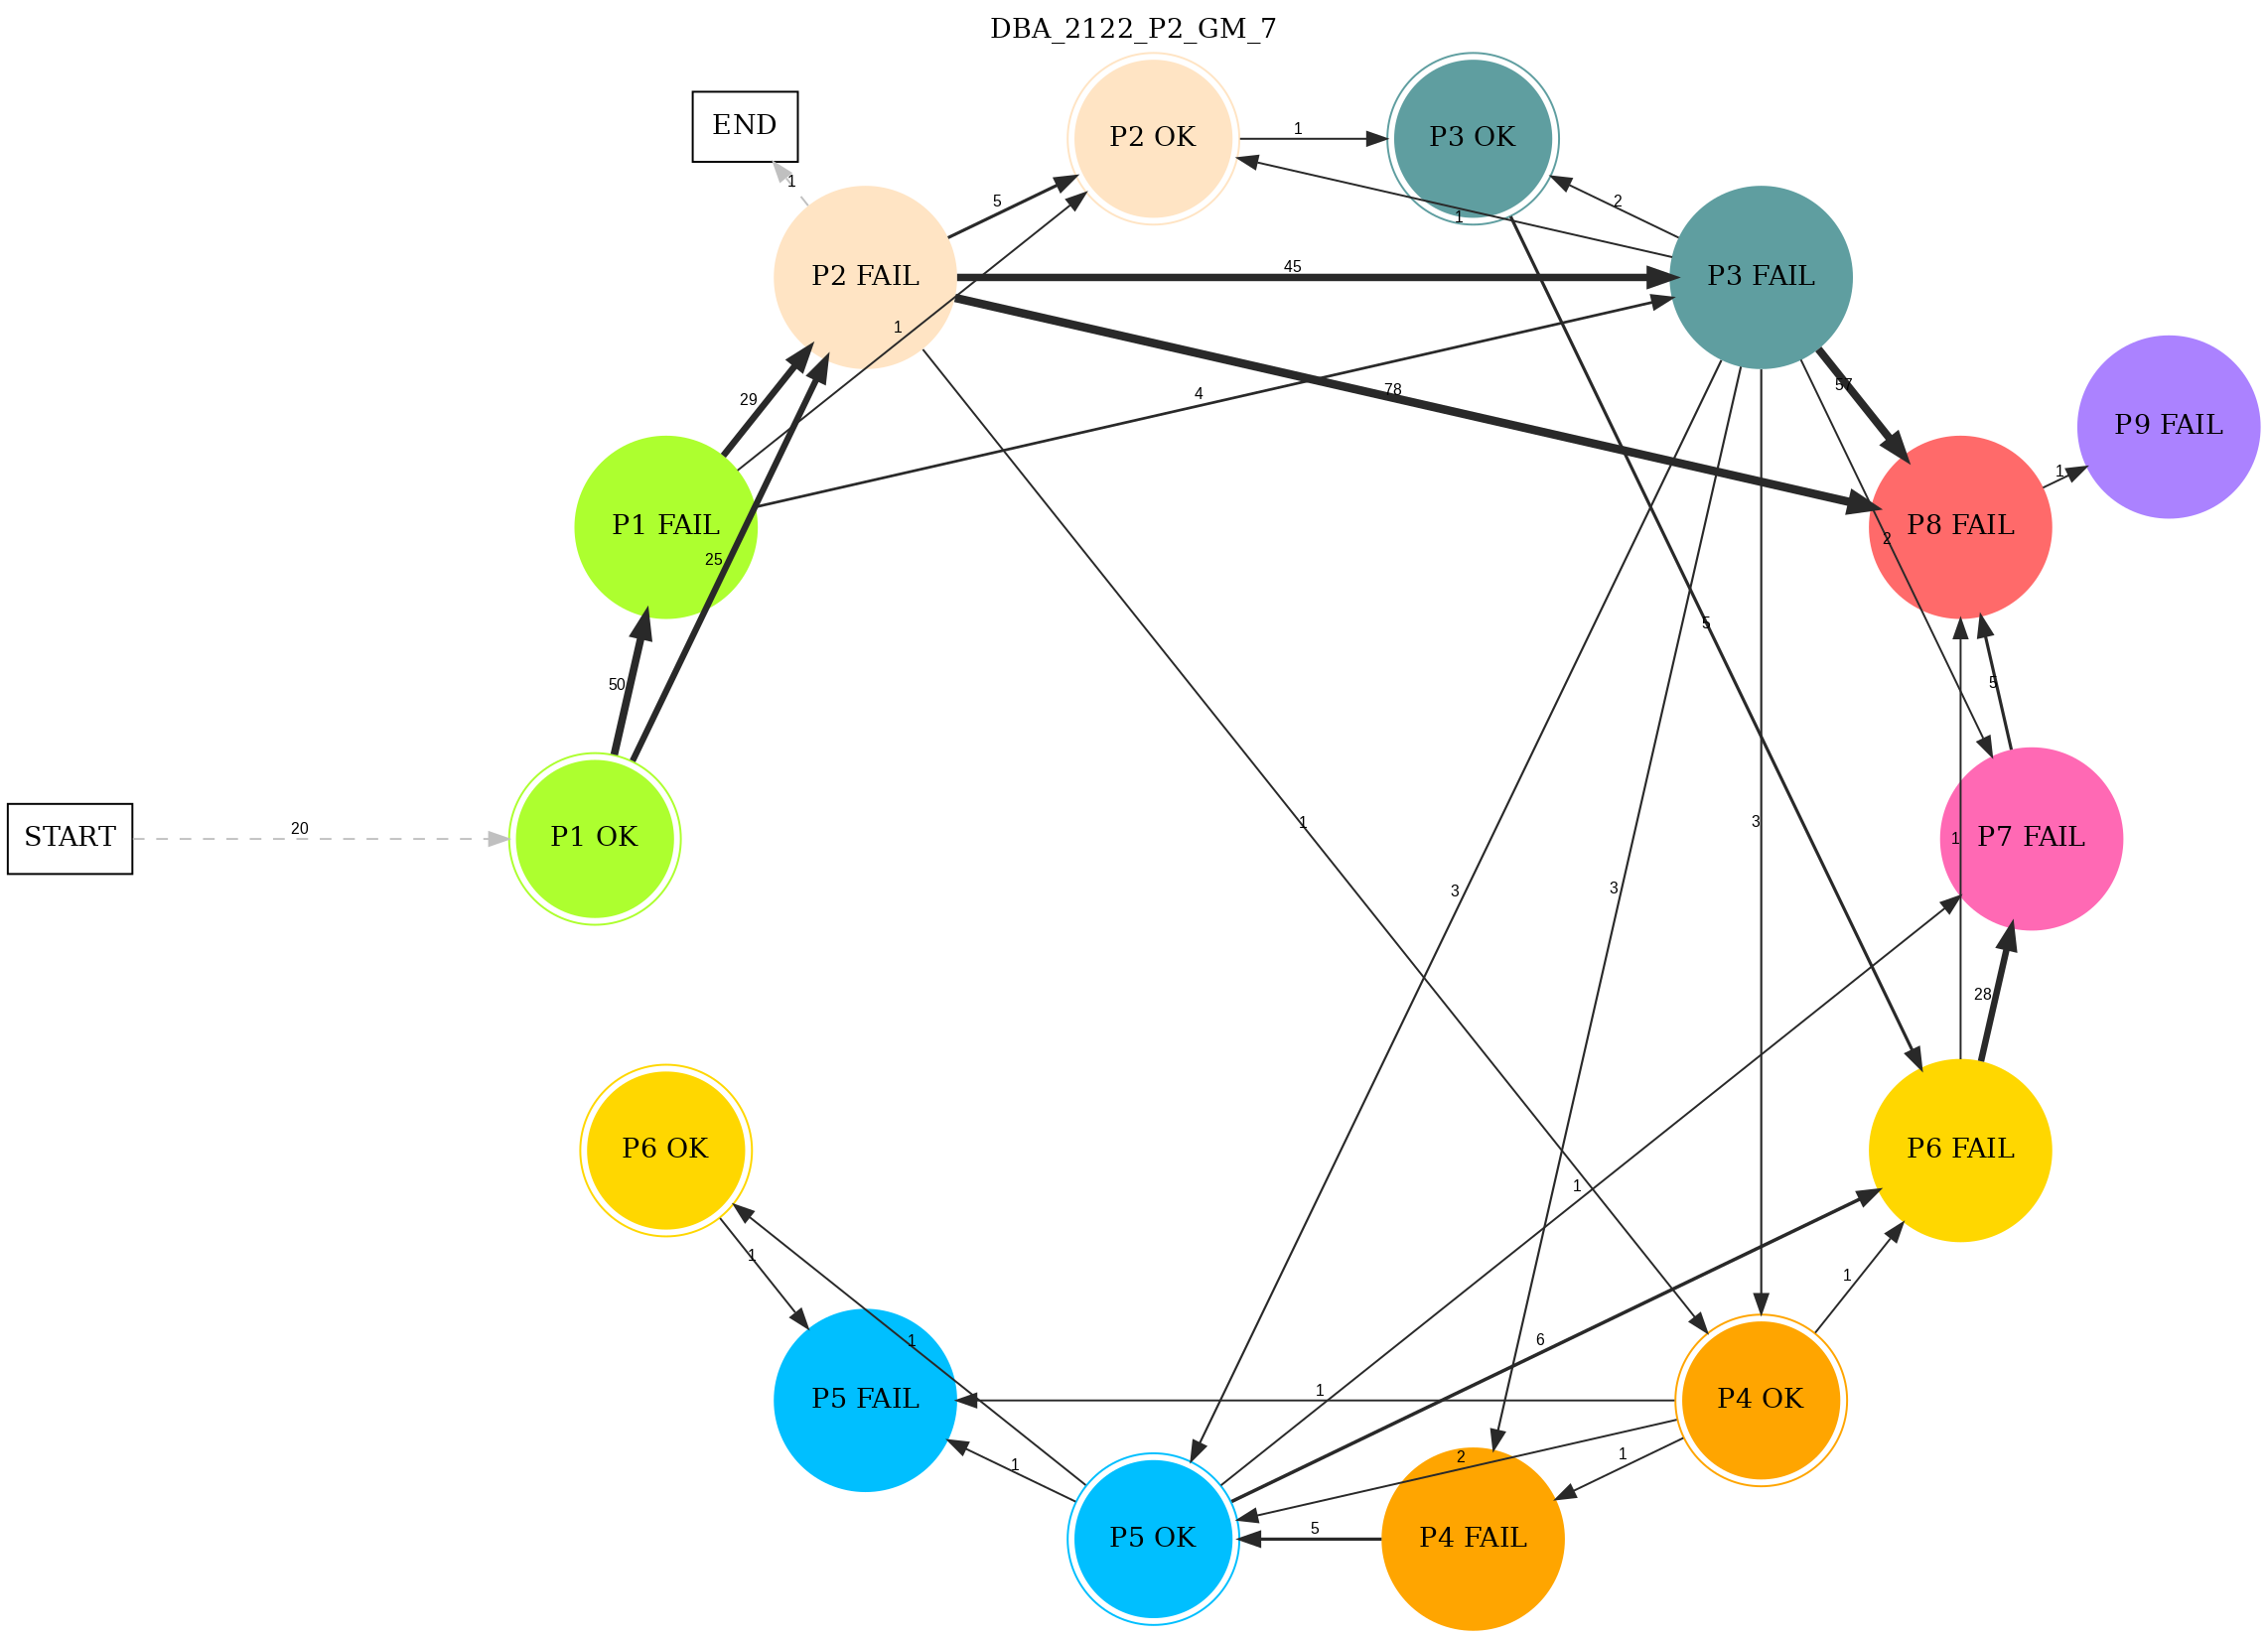 DBA_2122_P2_GM_7
END
P2 OK
P3 OK
1
1
5
2
1
P2 FAIL
P3 FAIL
45
1
78
57
4
29
P9 FAIL
1
P1 FAIL
P8 FAIL
2
25
5
50
5
START
20
P1 OK
1
3
1
P7 FAIL
3
3
28
P6 OK
P6 FAIL
1
1
1
6
1
P5 FAIL
1
P4 OK
1
2
1
5
P5 OK
P4 FAIL